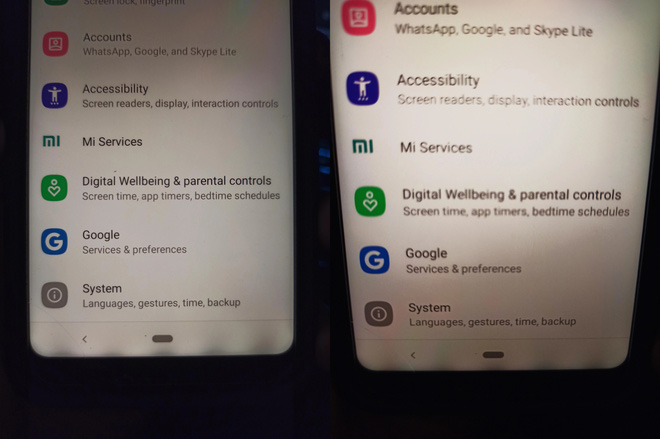 Screen lock, fingerprint
Accounts
WhatsApp, Google, and Skype Lite
Accessibility
Screen readers, display, interaction controls
mi
Mi Services
Digital Wellbeing & parental controls
Screen time, app timers, bedtime schedules
G
Google
Services & preferences
System
Languages, gestures, time, backup
Accounts
WhatsApp, Google, and Skype Lite
Accessibility
Screen readers, display, interaction controls
mi
Mi Services
Digital Wellbeing & parental controls
Screen time, app timers, bedtime schedules
G
Google
Services & preferences
System
Languages, gestures, time, backup